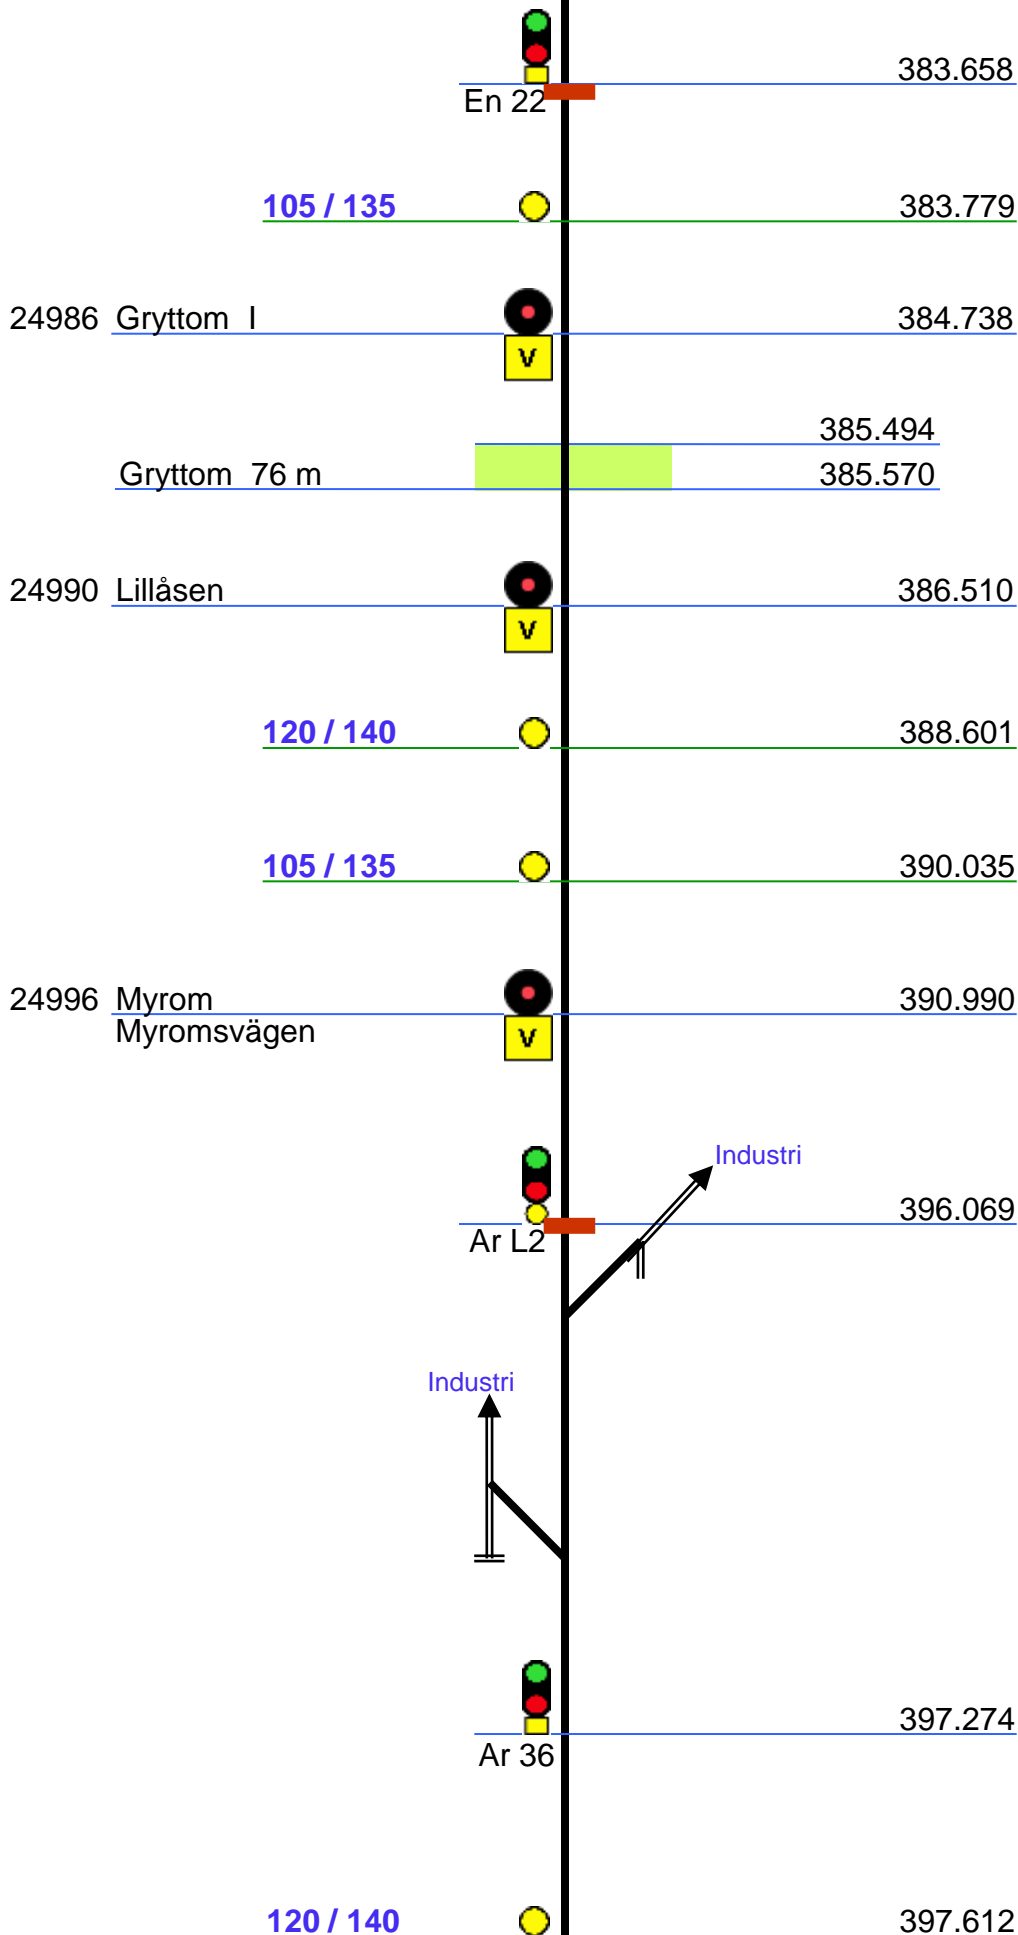 383.658
En 22
105 / 135 383.779
24986 Gryttom I 384.738
V
385.494
Gryttom 76 m 385.570
24990 Lillåsen 386.510
V
120 / 140 388.601
105 / 135 390.035
24996 Myrom 390.990
Myromsvägen
V
Industri
396.069
Ar L2
Industri
397.274
Ar 36
120 / 140 397.612